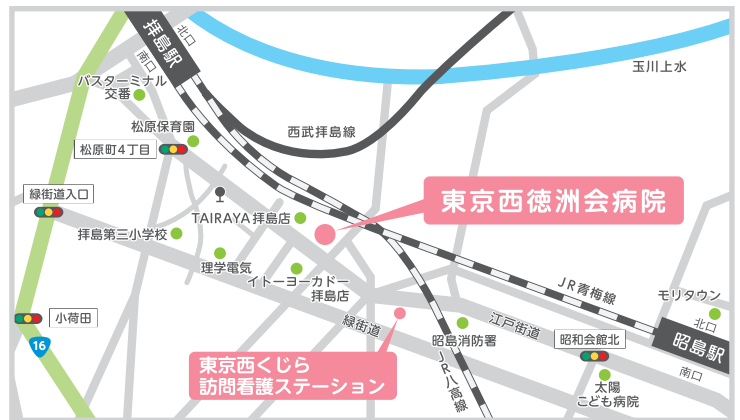 拝島駅
北口
南口
バスターミナル
交番
玉川上水
西武拝島線
松原保育園
松原町4丁目
緑街道入口
東京西徳洲会病院
TAIRAYA拝島店
拝島第三小学校
理学電気
イトーヨーカドー
拝島店
JR青梅線
モリタウン
北口
昭島駅
南口
小荷田
16
緑街道
江戸街道
昭島消防署
昭和会館北
JR八高線
東京西くじら
訪問看護ステーション
太陽
こども病院